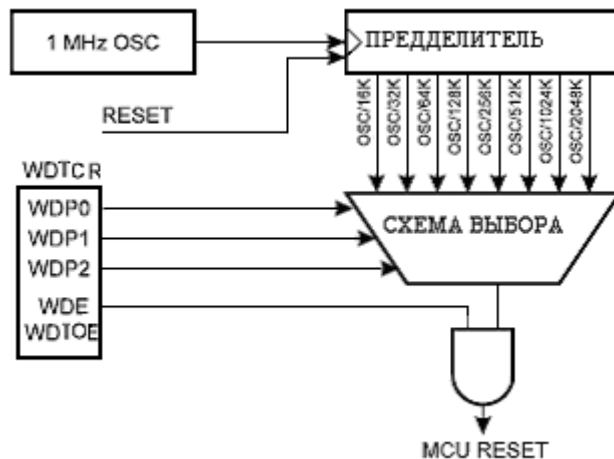 1 MHz OSC
ПРЕДДЕЛИТЕЛЬ
RESET
OSC/16K
OSC/32K
OSC/64K
OSC/128K
OSC/256K
OSC/512K
OSC/1024K
OSC/2048K
WDTCR
WDP0
WDP1
WDP2
WDE
WDTOE
СХЕМА ВЫБОРА
MCU RESET